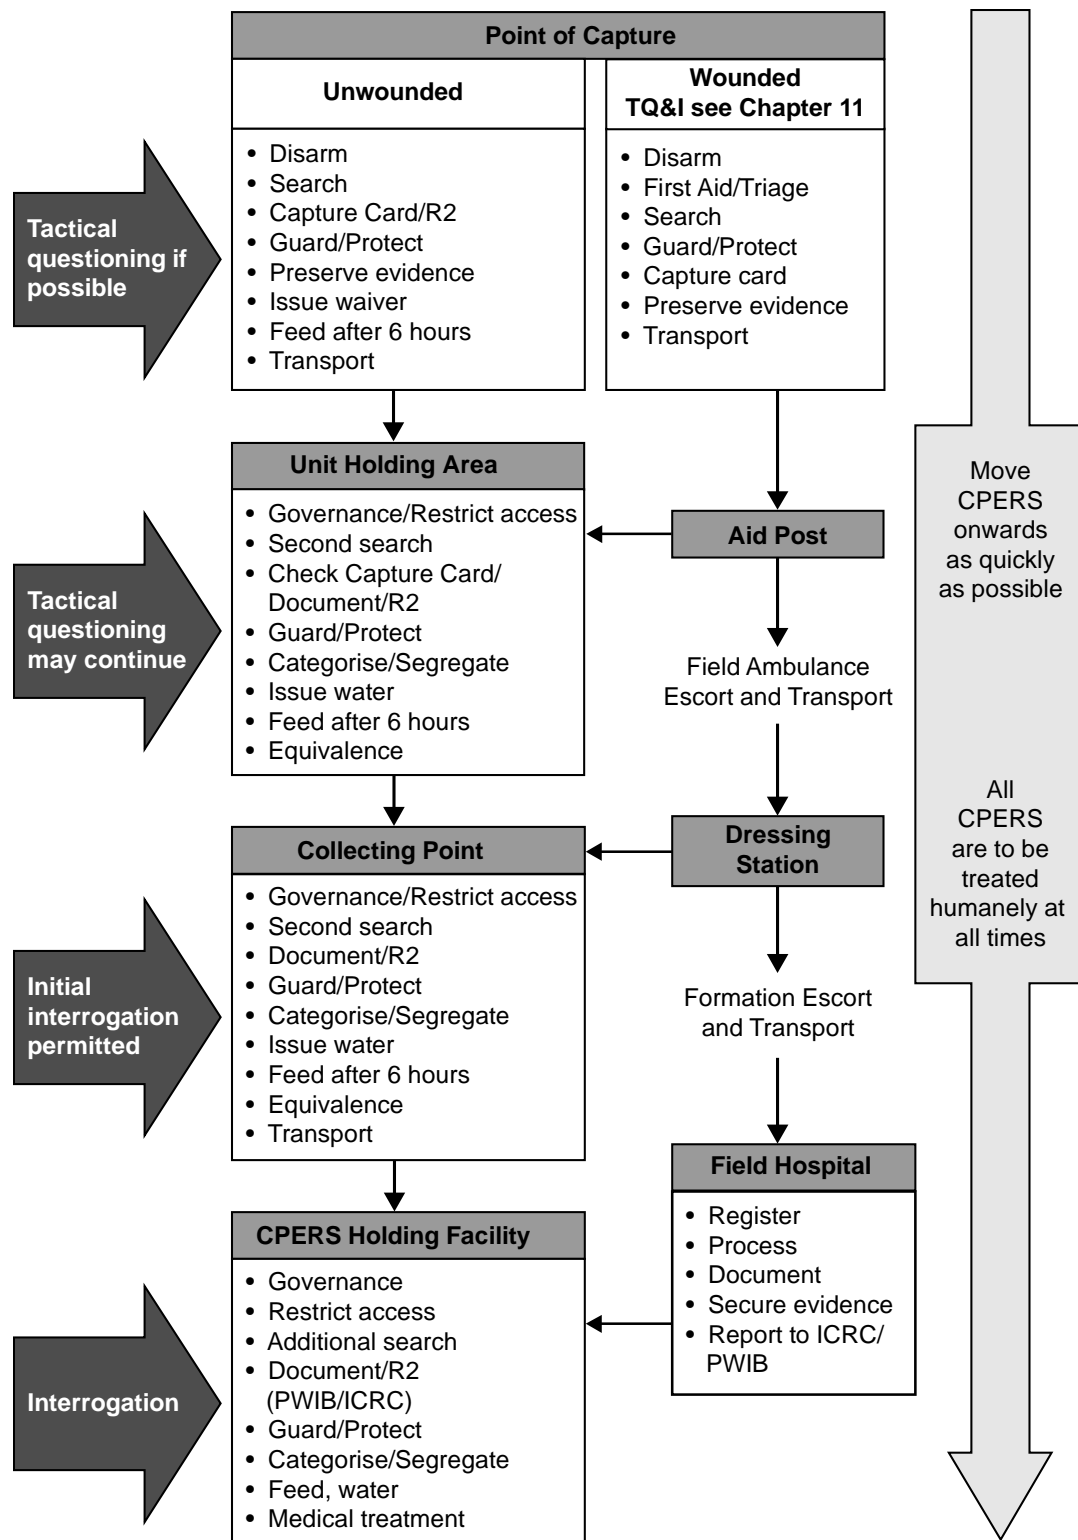 Point of Capture
Unwounded
Wounded
TQ&I see Chapter 11
Tactical
questioning if
possible
• Disarm
• Search
• Capture Card/R2
• Guard/Protect
• Preserve evidence
• Issue waiver
• Feed after 6 hours
• Transport
• Disarm
• First Aid/Triage
• Search
• Guard/Protect
• Capture card
• Preserve evidence
• Transport
Tactical
questioning
may continue
Unit Holding Area
• Governance/Restrict access
• Second search
• Check Capture Card/
Document/R2
• Guard/Protect
• Categorise/Segregate
• Issue water
• Feed after 6 hours
• Equivalence
Aid Post
Field Ambulance
Escort and Transport
Move
CPERS
onwards
as quickly
as possible
All
CPERS
are to be
treated
humanely at
all times
Initial
interrogation
permitted
Collecting Point
• Governance/Restrict access
• Second search
• Document/R2
• Guard/Protect
• Categorise/Segregate
• Issue water
• Feed after 6 hours
• Equivalence
• Transport
Dressing
Station
Formation Escort
and Transport
Field Hospital
• Register
• Process
• Document
• Secure evidence
• Report to ICRC/
PWIB
Interrogation
CPERS Holding Facility
• Governance
• Restrict access
• Additional search
• Document/R2
(PWIB/ICRC)
• Guard/Protect
• Categorise/Segregate
• Feed, water
• Medical treatment